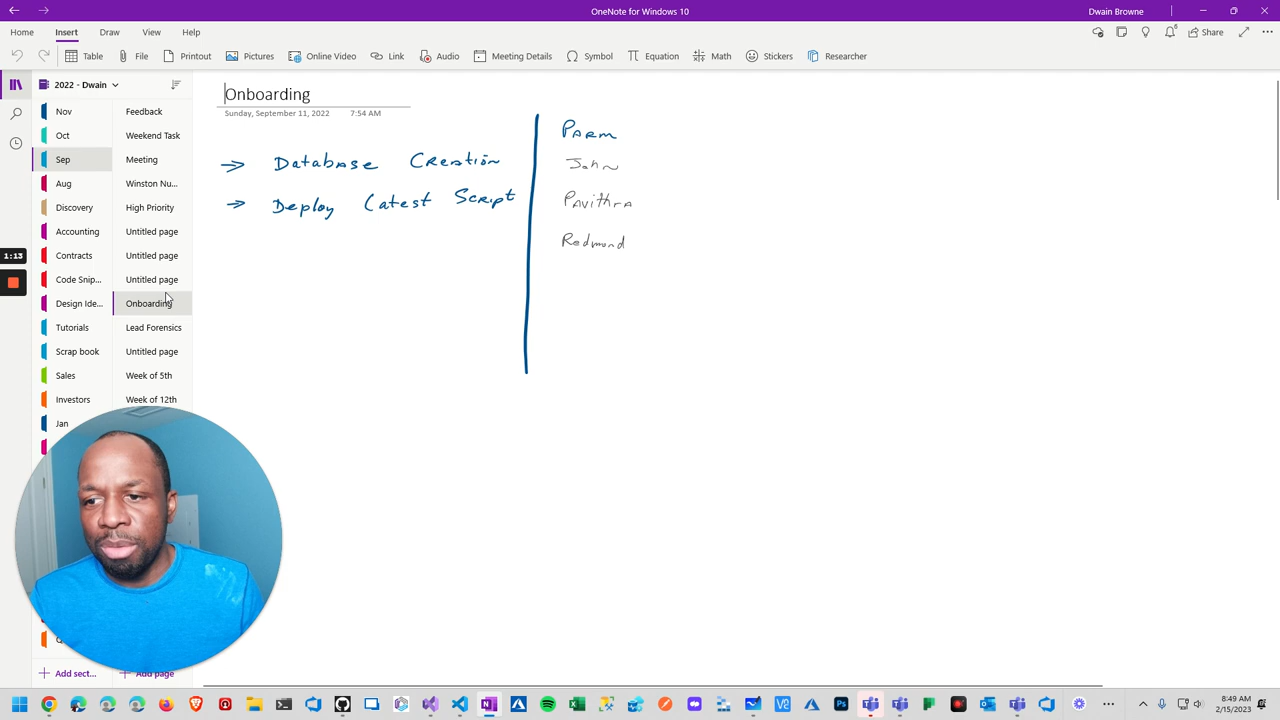 OneNote for Windows 10
Dwain Browne
Home Insert Draw View Help
Share
Table File Printout Pictures Online Video Link Audio Meeting Details Symbol Equation Math Stickers Researcher
2022 - Dwain
Nov
Oct
Sep
Aug
Discovery
Accounting
Contracts
Code Snip...
Design Ide...
Tutorials
Scrap book
Sales
Investors
Jan
Add sect...
Feedback
Weekend Task
Meeting
Winston Nu...
High Priority
Untitled page
Untitled page
Untitled page
Onboarding
Lead Forensics
Untitled page
Week of 5th
Week of 12th
Add page
1:13
Onboarding
Sunday, September 11, 2022 7:54 AM
Database Creation
Deploy Latest Script
Parm
John
Pavithra
Redmond
8:49 AM
2/15/2023